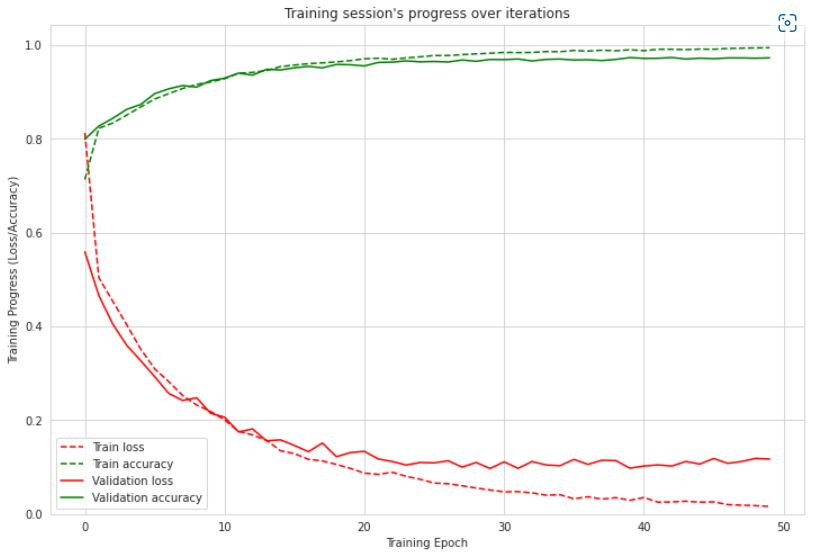 Training session's progress over iterations
Training Progress (Loss/Accuracy)
1.0
0.8
0.6
0.4
0.2
0.0
Train loss
Train accuracy
Validation loss
Validation accuracy
0
10
20
30
40
50
Training Epoch